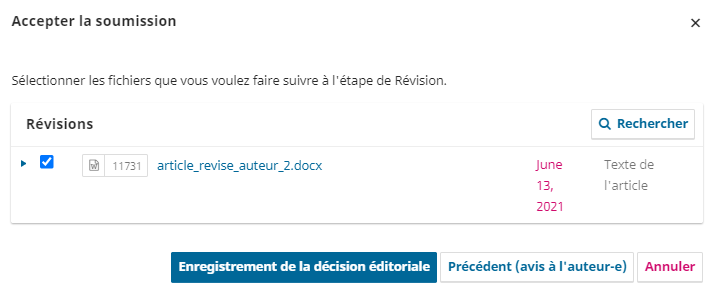 Accepter la soumission
Sélectionner les fichiers que vous voulez faire suivre à l'étape de Révision.
Révisions
Rechercher
11731 article_revise_auteur_2.docx June 13, 2021 Texte de l'article
Enregistrement de la décision éditoriale
Précédent (avis à l'auteur-e)
Annuler